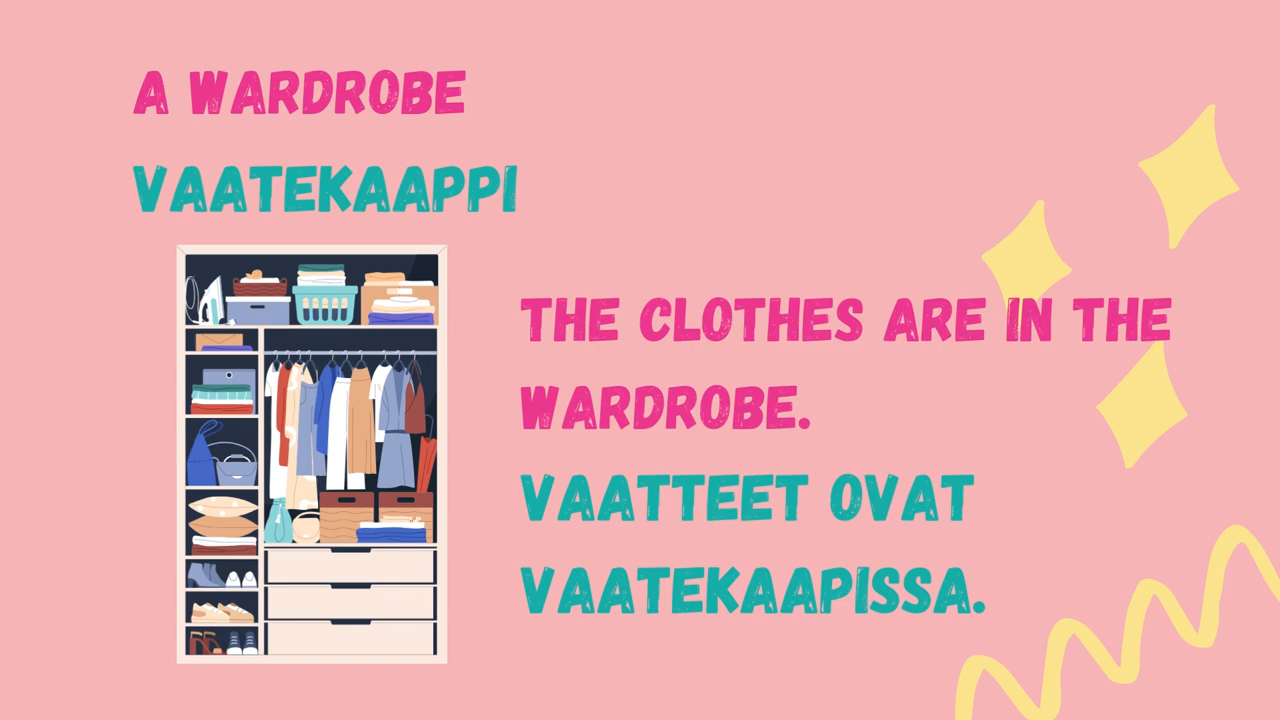 A WARDROBE
VAATEKAAPPI
THE CLOTHES ARE IN THE
WARDROBE.
VAATTEET OVAT
VAATEKAAPISSA.